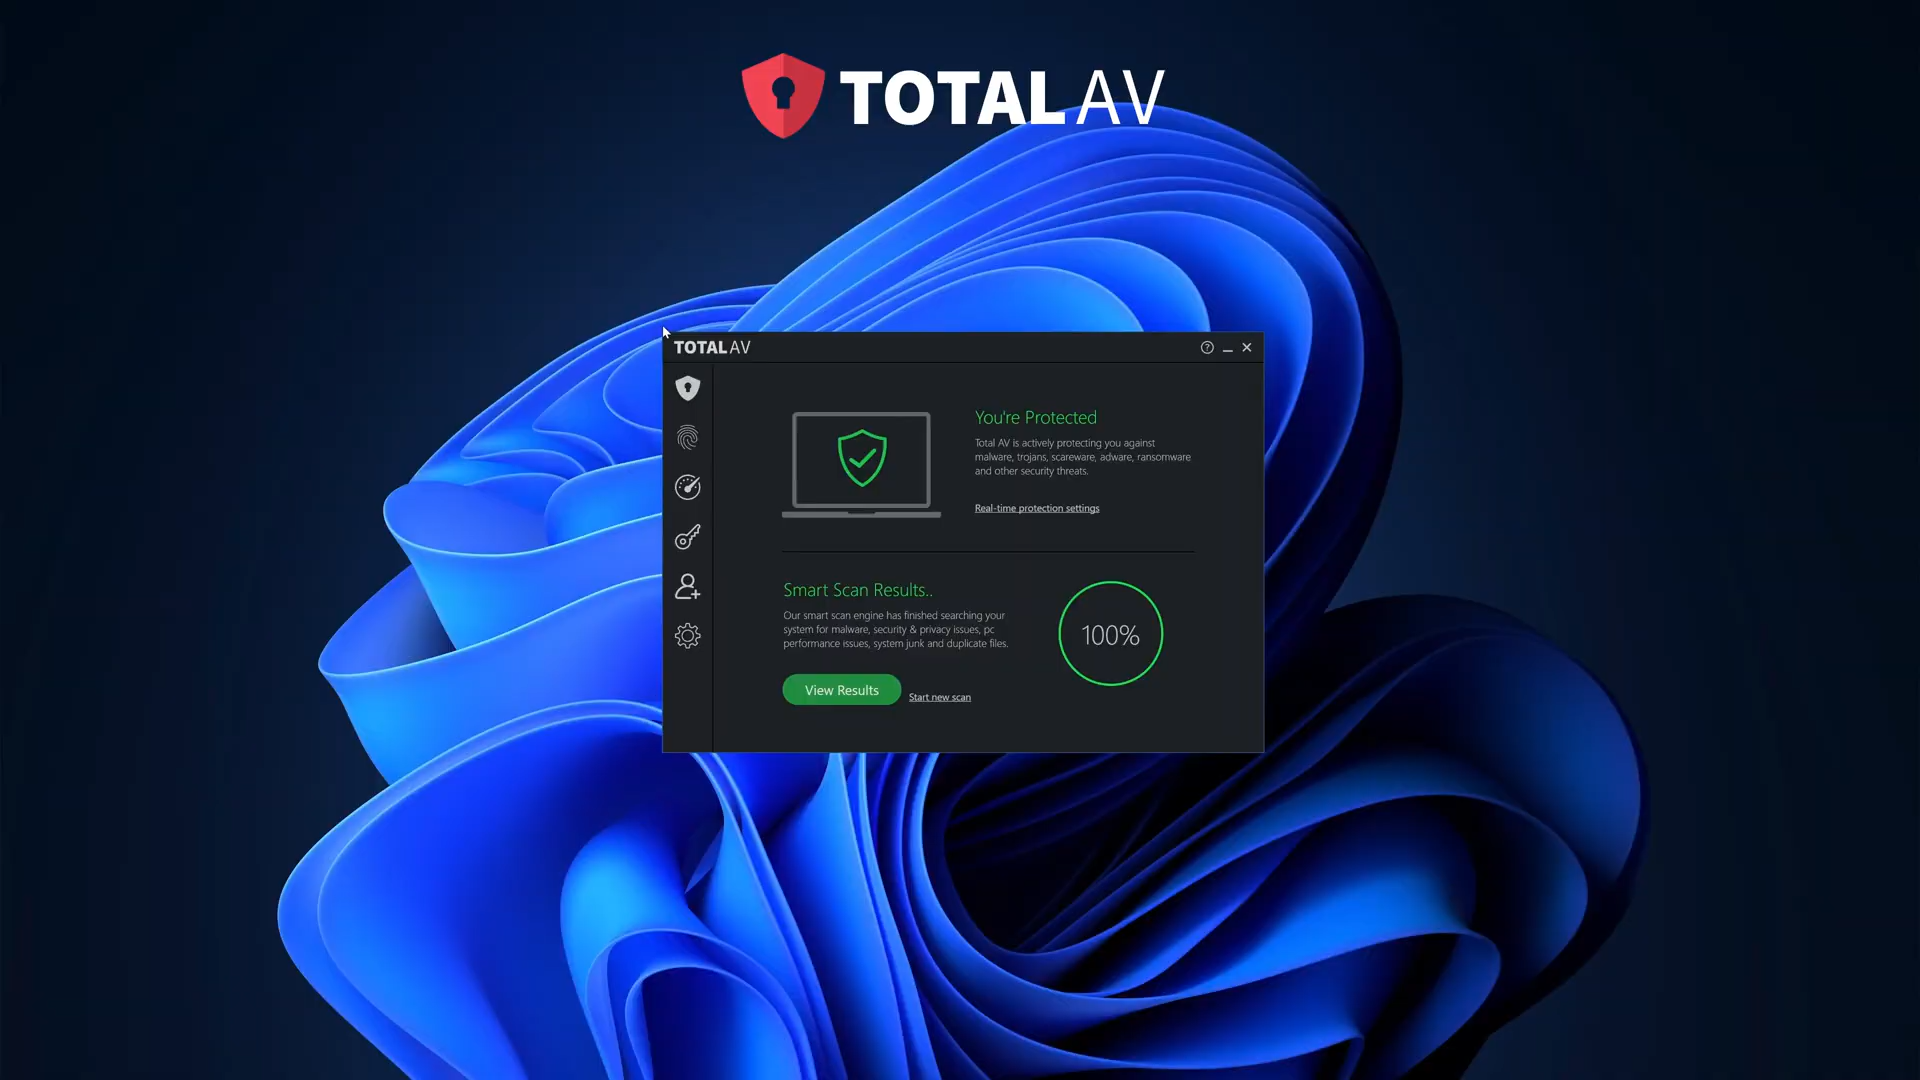 TOTAL AV
TOTAL AV
You're Protected
Total AV is actively protecting you against
malware, trojans, scareware, adware, ransomware
and other security threats.
Real-time protection settings
Smart Scan Results..
Our smart scan engine has finished searching your
system for malware, security & privacy issues, pc
performance issues, system junk and duplicate files.
100%
View Results
Start new scan